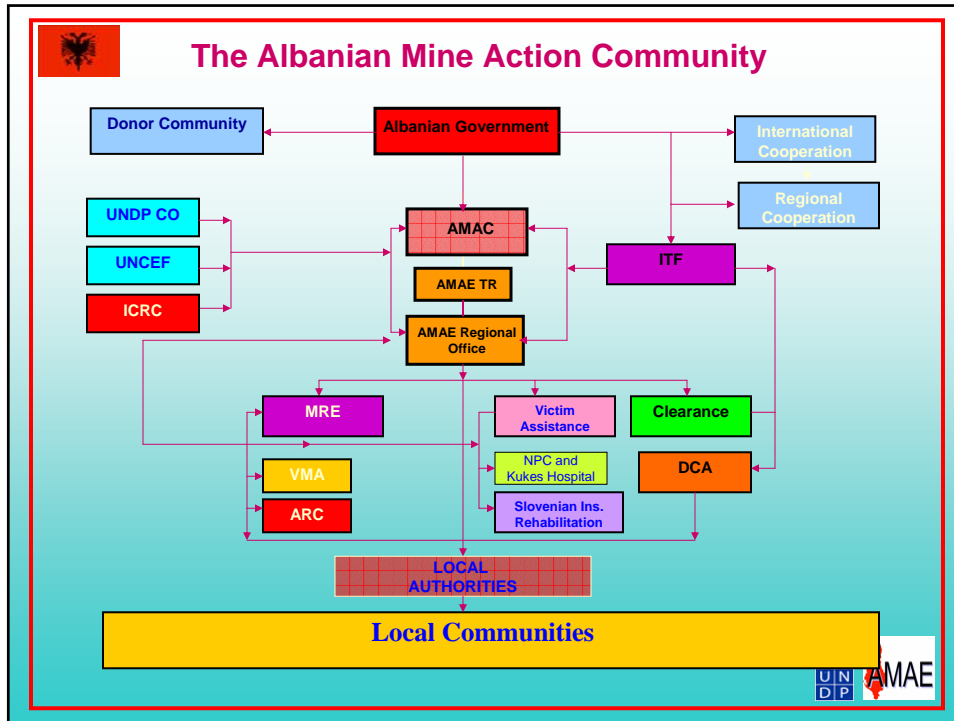 The Albanian Mine Action Community
Donor Community
Albanian Government
International
Cooperation
Regional
Cooperation
UNDP CO
UNCEF
ICRC
AMAC
AMAE TR
AMAE Regional
Office
ITF
MRE
Victim
Assistance
Clearance
VMA
NPC and
Kukes Hospital
DCA
ARC
Slovenian Ins.
Rehabilitation
LOCAL
AUTHORITIES
Local Communities
U N
D P
AMAE